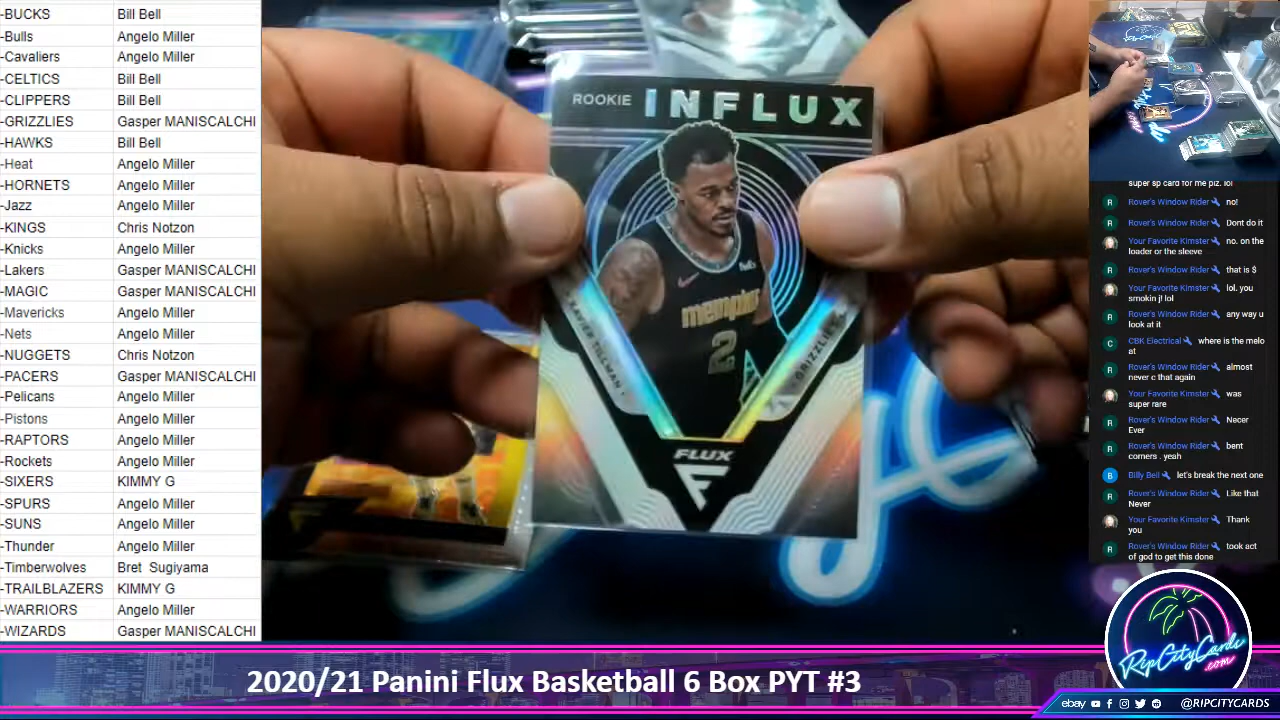 -BUCKS Bill Bell
-Bulls Angelo Miller
-Cavaliers Angelo Miller
-CELTICS Bill Bell
-CLIPPERS Bill Bell
-GRIZZLIES Gasper MANISCALCHI
-HAWKS Bill Bell
-Heat Angelo Miller
-HORNETS Angelo Miller
-Jazz Angelo Miller
-KINGS Chris Notzon
-Knicks Angelo Miller
-Lakers Gasper MANISCALCHI
-MAGIC Gasper MANISCALCHI
-Mavericks Angelo Miller
-Nets Angelo Miller
-NUGGETS Chris Notzon
-PACERS Gasper MANISCALCHI
-Pelicans Angelo Miller
-Pistons Angelo Miller
-RAPTORS Angelo Miller
-Rockets Angelo Miller
-SIXERS KIMMY G
-SPURS Angelo Miller
-SUNS Angelo Miller
-Thunder Angelo Miller
-Timberwolves Bret Sugiyama
-TRAILBLAZERS KIMMY G
-WARRIORS Angelo Miller
-WIZARDS Gasper MANISCALCHI
ROOKIE INFLUX
FedEx
memphis
2
XAVIER TILLMAN
GRIZZLIES
FLUX
super sp card for me plz. lol
R Rover's Window Rider no!
R Rover's Window Rider Dont do it
Your Favorite Kimster no. on the
loader or the sleeve
R Rover's Window Rider that is $
Your Favorite Kimster lol. you
smokin j! lol
R Rover's Window Rider any way u
look at it
C CBK Electrical where is the melo
at
R Rover's Window Rider almost
never c that again
Your Favorite Kimster was
super rare
R Rover's Window Rider Necer
Ever
R Rover's Window Rider bent
corners . yeah
B Billy Bell let's break the next one
R Rover's Window Rider Like that
Never
Your Favorite Kimster Thank
you
R Rover's Window Rider took act
of god to get this done
RipCityCards
.com
2020/21 Panini Flux Basketball 6 Box PYT #3
ebay @RIPCITYCARDS